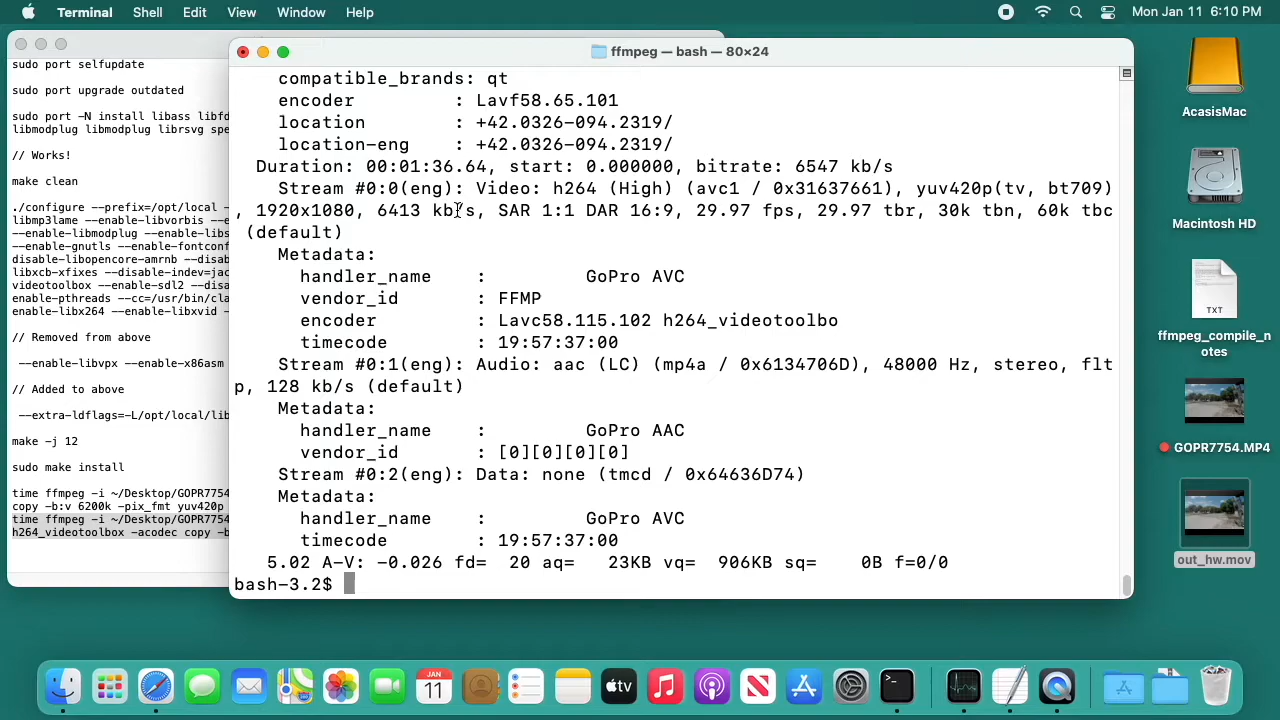 Terminal Shell Edit View Window Help Mon Jan 11 6:10 PM
ffmpeg — bash — 80×24
sudo port selfupdate
sudo port upgrade outdated
sudo port -N install libass libfd
libmodplug libmodplug librsvg spe
// Works!
make clean
./configure --prefix=/opt/local -
libmp3lame --enable-libvorbis --
--enable-libmodplug --enable-libr
--enable-gnutls --enable-fontconf
disable-libopencore-amrnb --disab
libxcb-xfixes --disable-indev=jac
videotoolbox --enable-sdl2 --disa
enable-pthreads --cc=/usr/bin/cla
enable-libx264 --enable-libxvid -
// Removed from above
--enable-libvpx --enable-x86asm
// Added to above
--extra-ldflags=-L/opt/local/lib
make -j 12
sudo make install
time ffmpeg -i ~/Desktop/GOPR7754
copy -b:v 6200k -pix_fmt yuv420p
time ffmpeg -i ~/Desktop/GOPR7754
h264_videotoolbox -acodec copy -b
compatible_brands: qt
encoder : Lavf58.65.101
location : +42.0326-094.2319/
location-eng : +42.0326-094.2319/
Duration: 00:01:36.64, start: 0.000000, bitrate: 6547 kb/s
Stream #0:0(eng): Video: h264 (High) (avc1 / 0x31637661), yuv420p(tv, bt709)
, 1920x1080, 6413 kb/s, SAR 1:1 DAR 16:9, 29.97 fps, 29.97 tbr, 30k tbn, 60k tbc
(default)
Metadata:
handler_name : GoPro AVC
vendor_id : FFMP
encoder : Lavc58.115.102 h264_videotoolbo
timecode : 19:57:37:00
Stream #0:1(eng): Audio: aac (LC) (mp4a / 0x6134706D), 48000 Hz, stereo, flt
p, 128 kb/s (default)
Metadata:
handler_name : GoPro AAC
vendor_id : [0][0][0][0]
Stream #0:2(eng): Data: none (tmcd / 0x64636D74)
Metadata:
handler_name : GoPro AVC
timecode : 19:57:37:00
5.02 A-V: -0.026 fd= 20 aq= 23KB vq= 906KB sq= 0B f=0/0
bash-3.2$
AcasisMac
Macintosh HD
TXT
ffmpeg_compile_n
otes
GOPR7754.MP4
out_hw.mov
JAN
11
tv